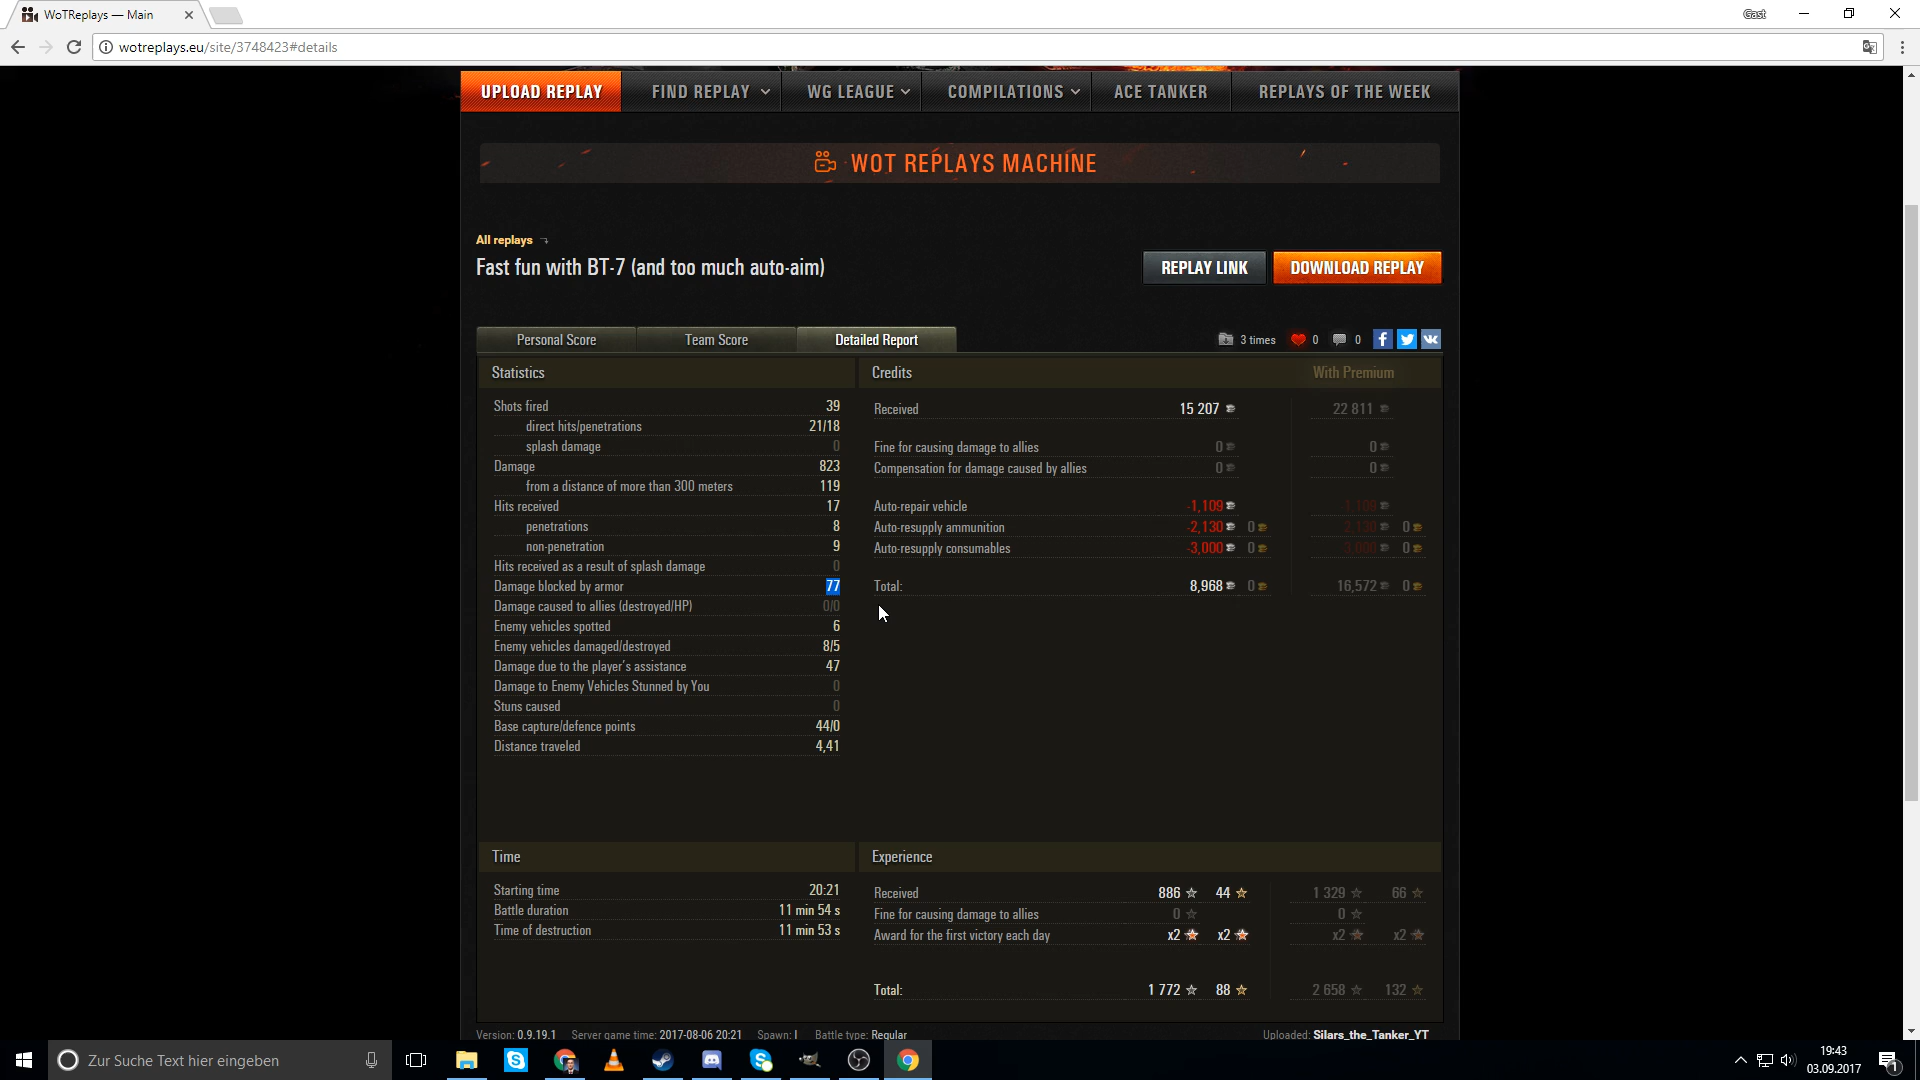 WoTReplays — Main
Gast
wotreplays.eu/site/3748423#details
UPLOAD REPLAY FIND REPLAY WG LEAGUE COMPILATIONS ACE TANKER REPLAYS OF THE WEEK
WOT REPLAYS MACHINE
All replays
Fast fun with BT-7 (and too much auto-aim)
REPLAY LINK DOWNLOAD REPLAY
Personal Score Team Score Detailed Report 3 times 0 0
Statistics Credits With Premium
Shots fired 39
direct hits/penetrations 21/18
splash damage 0
Damage 823
from a distance of more than 300 meters 119
Hits received 17
penetrations 8
non-penetration 9
Hits received as a result of splash damage 0
Damage blocked by armor 77
Damage caused to allies (destroyed/HP) 0/0
Enemy vehicles spotted 6
Enemy vehicles damaged/destroyed 8/5
Damage due to the player's assistance 47
Damage to Enemy Vehicles Stunned by You 0
Stuns caused 0
Base capture/defence points 44/0
Distance traveled 4,41
Received 15 207 22 811
Fine for causing damage to allies 0 0
Compensation for damage caused by allies 0 0
Auto-repair vehicle -1,109 -1,109
Auto-resupply ammunition -2,130 0 -2,130 0
Auto-resupply consumables -3,000 0 -3,000 0
Total: 8,968 0 16,572 0
Time
Starting time 20:21
Battle duration 11 min 54 s
Time of destruction 11 min 53 s
Experience
Received 886 44 1 329 66
Fine for causing damage to allies 0 0
Award for the first victory each day x2 x2 x2 x2
Total: 1 772 88 2 658 132
Version: 0.9.19.1 Server game time: 2017-08-06 20:21 Spawn: I Battle type: Regular Uploaded: Silars_the_Tanker_YT
Zur Suche Text hier eingeben
19:43
03.09.2017
1